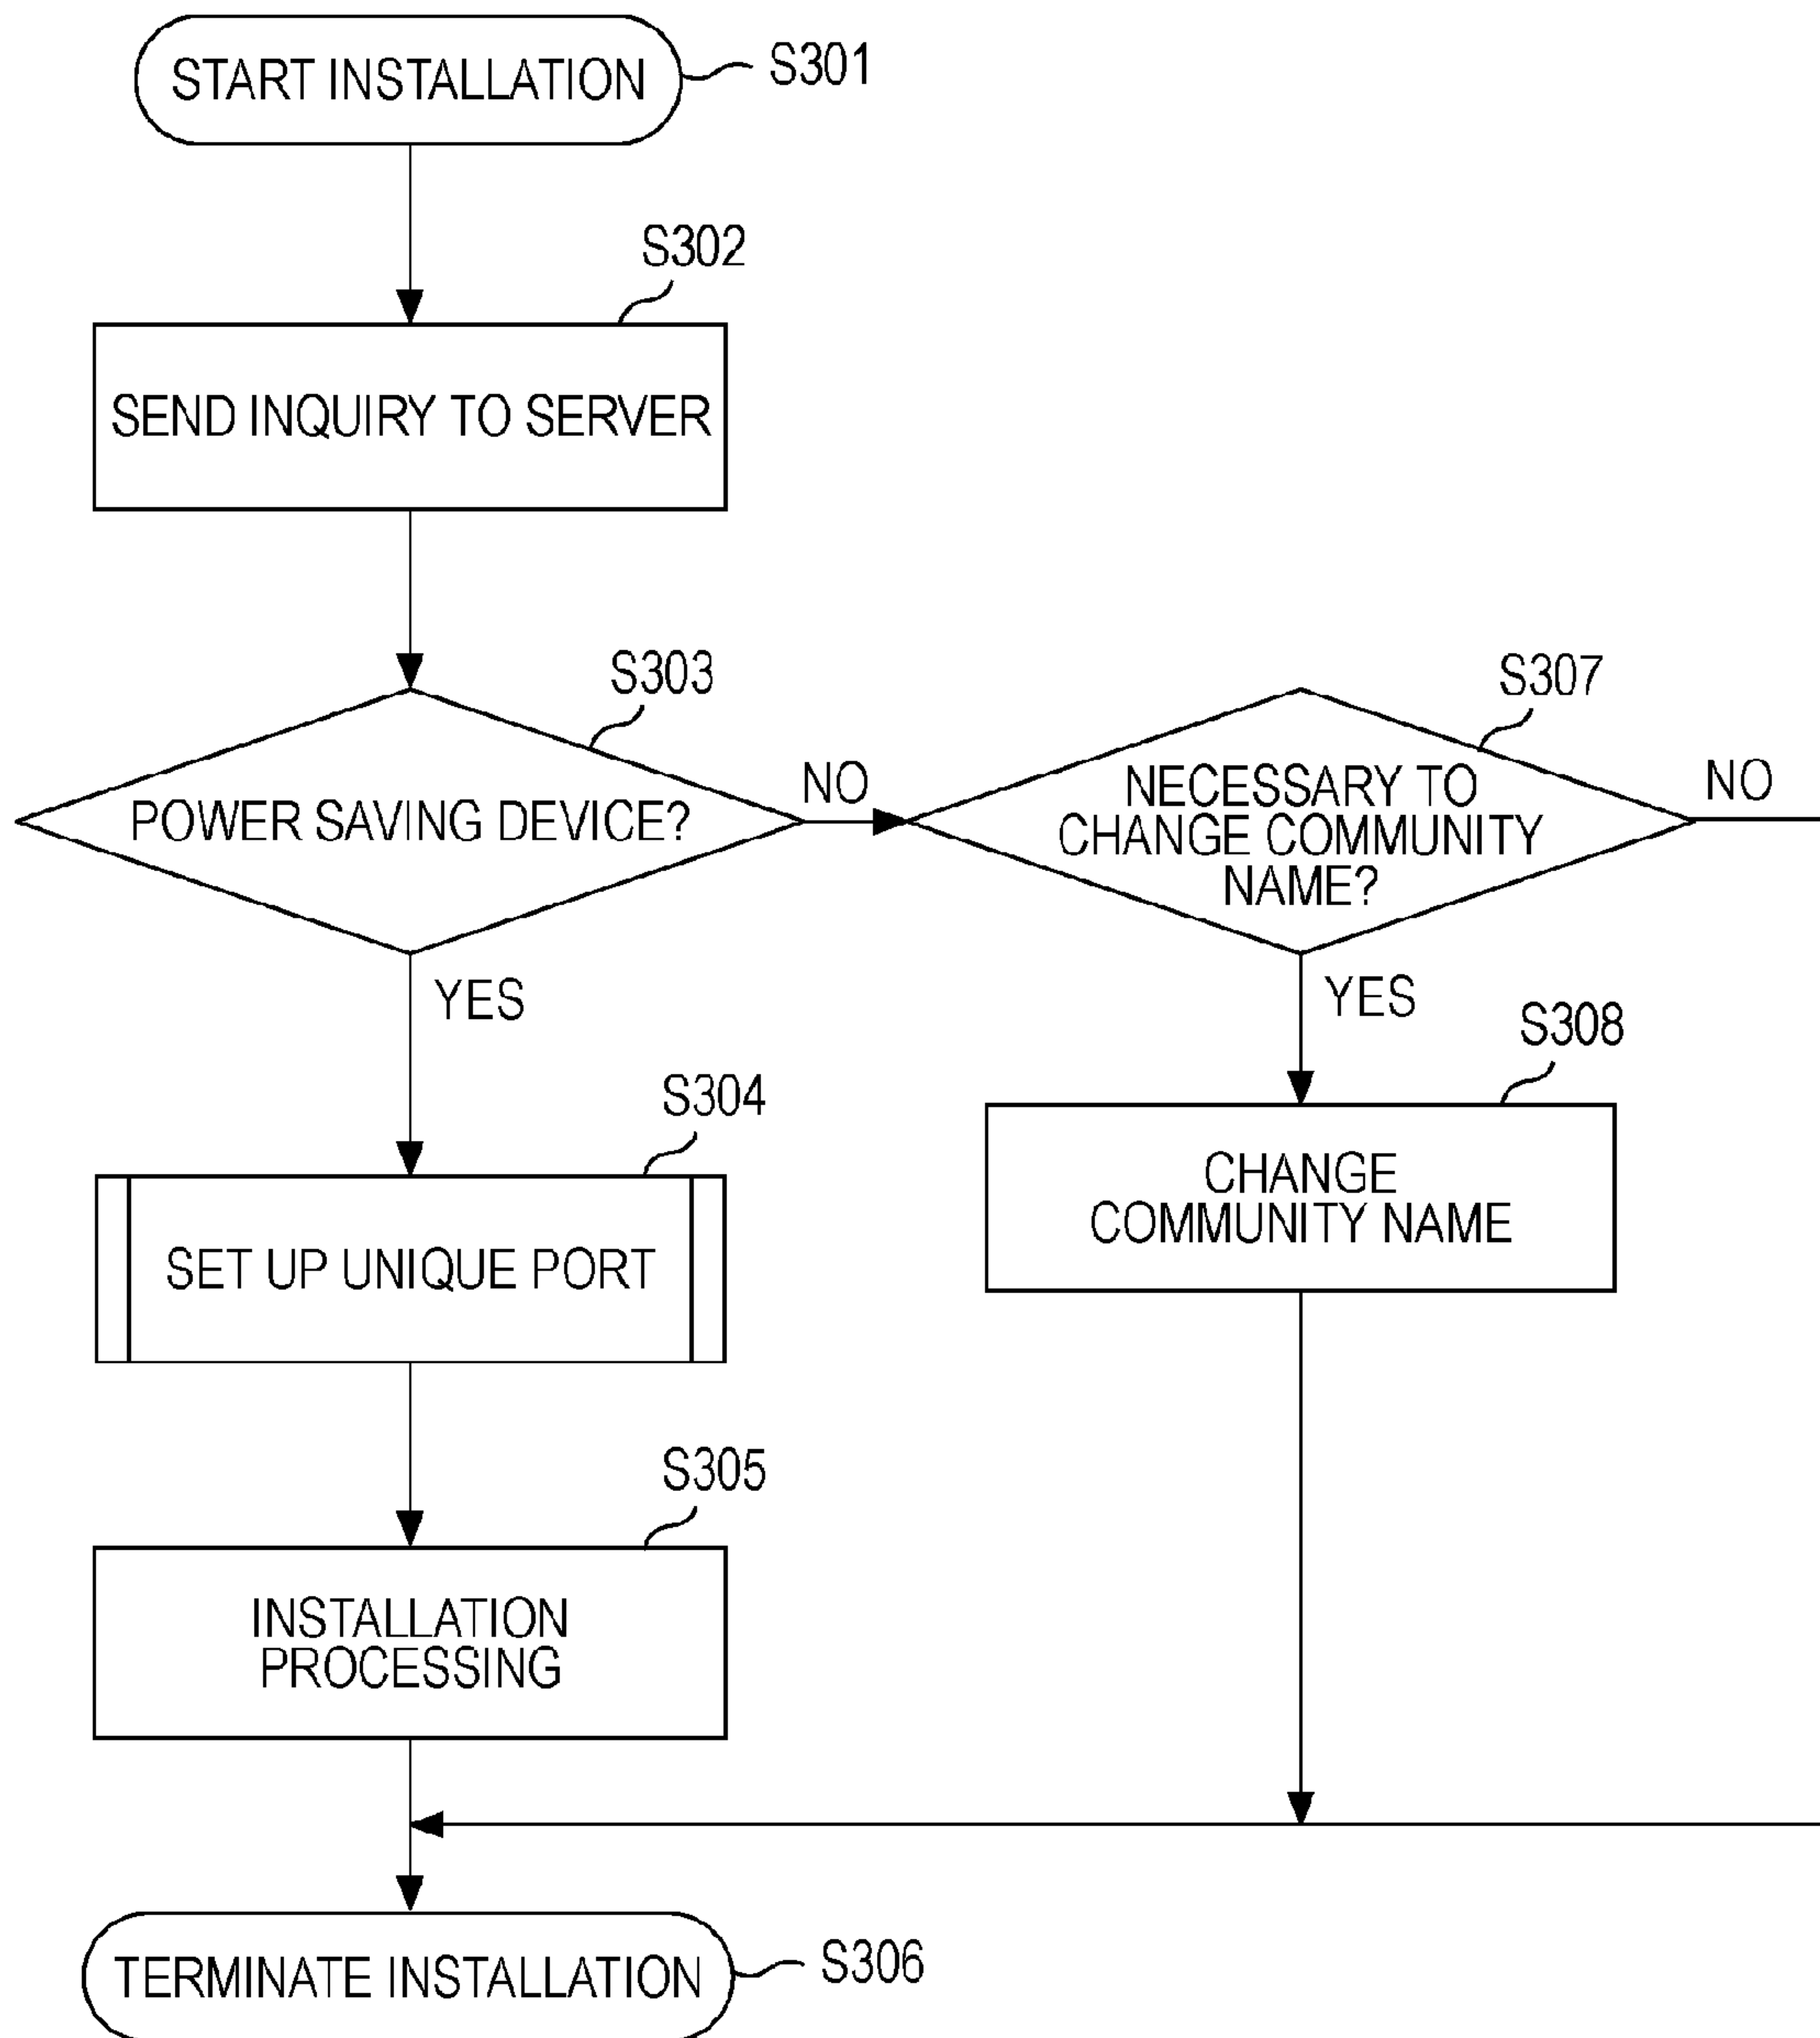 START INSTALLATION
S301
S302
SEND INQUIRY TO SERVER
S303
POWER SAVING DEVICE?
NO
S307
NECESSARY TO
CHANGE COMMUNITY
NAME?
NO
YES
YES
S308
CHANGE
COMMUNITY NAME
S304
SET UP UNIQUE PORT
S305
INSTALLATION
PROCESSING
TERMINATE INSTALLATION
S306